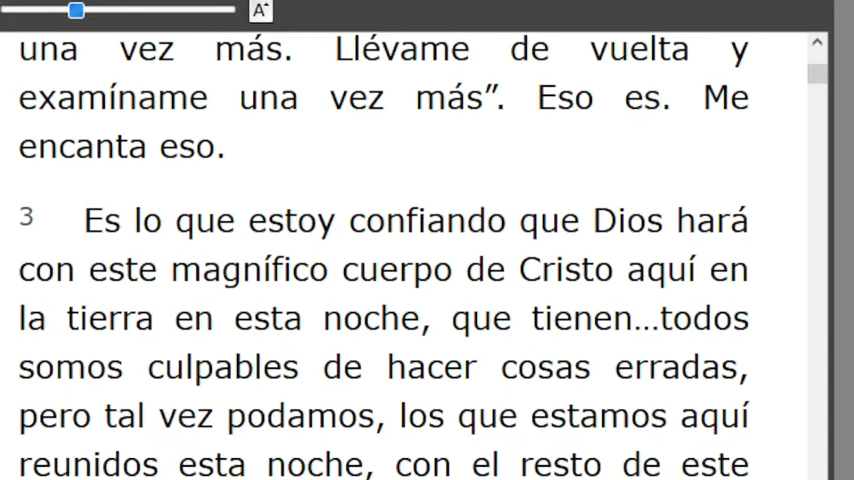 A
una vez más. Llévame de vuelta y
examíname una vez más”. Eso es. Me
encanta eso.
3 Es lo que estoy confiando que Dios hará
con este magnífico cuerpo de Cristo aquí en
la tierra en esta noche, que tienen...todos
somos culpables de hacer cosas erradas,
pero tal vez podamos, los que estamos aquí
reunidos esta noche, con el resto de este